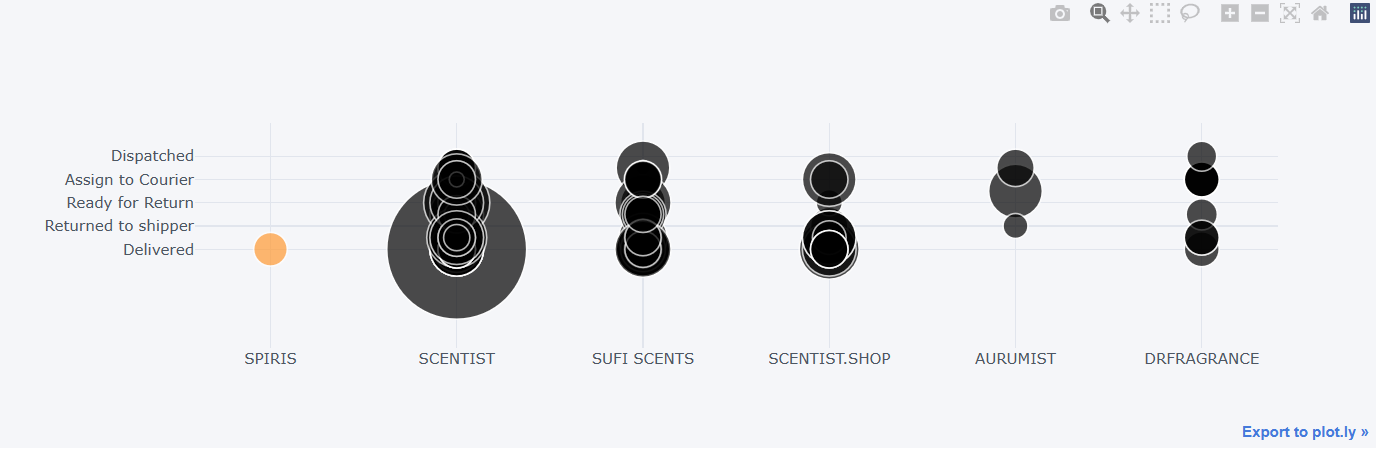 Dispatched
Assign to Courier
Ready for Return
Returned to shipper
Delivered
SPIRIS SCENTIST SUFI SCENTS SCENTIST.SHOP AURUMIST DRFRAGRANCE
Export to plot.ly »